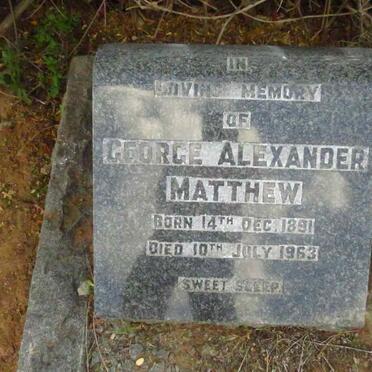 IN
LOVING MEMORY
OF
GEORGE ALEXANDER
MATTHEW
BORN 14TH DEC. 1891
DIED 10TH JULY 1963
SWEET SLEEP.